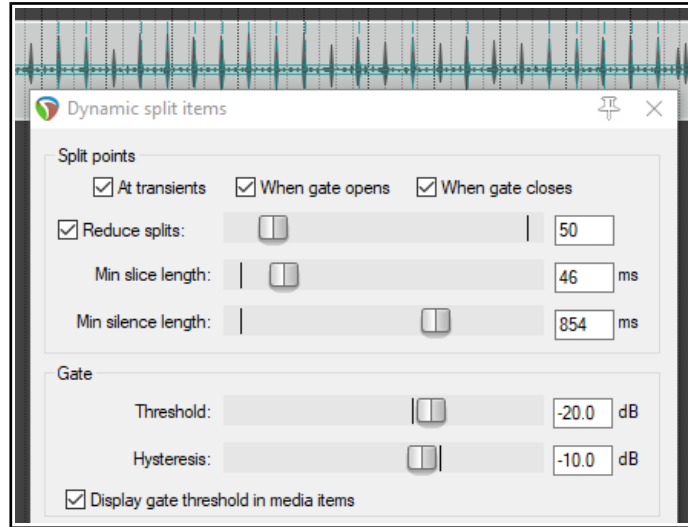 Dynamic split items
Split points
At transients When gate opens When gate closes
Reduce splits: 50
Min slice length: 46 ms
Min silence length: 854 ms
Gate
Threshold: -20.0 dB
Hysteresis: -10.0 dB
Display gate threshold in media items